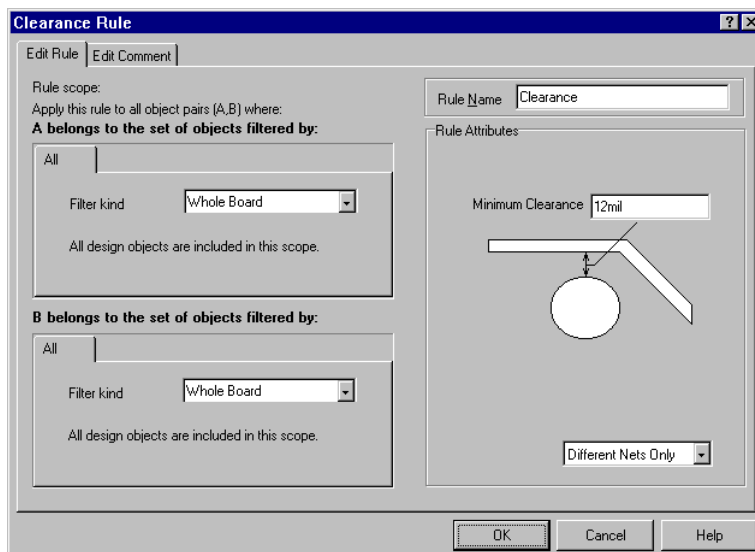 Clearance Rule
Edit Rule
Edit Comment
Rule scope:
Apply this rule to all object pairs (A,B) where:
A belongs to the set of objects filtered by:
All
Filter kind
Whole Board
All design objects are included in this scope.
B belongs to the set of objects filtered by:
All
Filter kind
Whole Board
All design objects are included in this scope.
Rule Name
Clearance
Rule Attributes
Minimum Clearance
12mil
Different Nets Only
OK
Cancel
Help